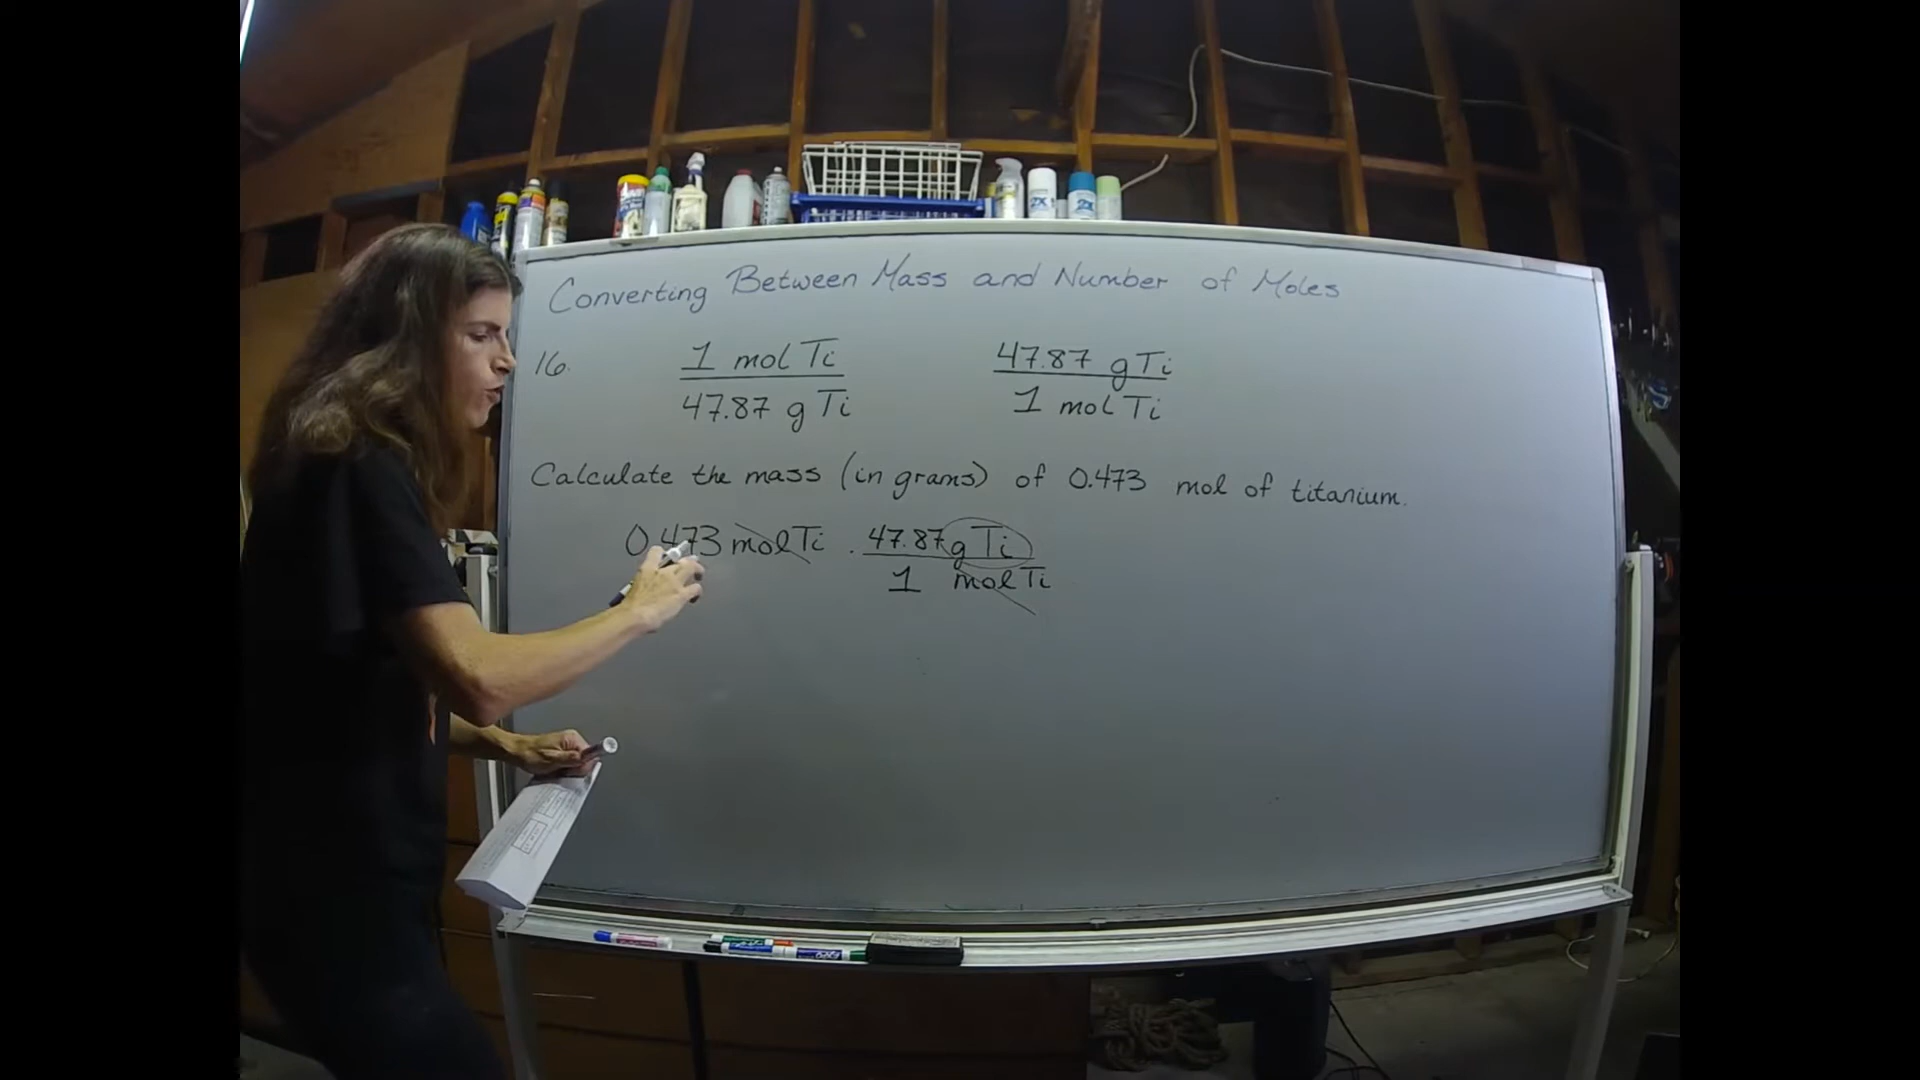 Converting Between Mass and Number of Moles
16. 1 mol Ti / 47.87 g Ti 47.87 g Ti / 1 mol Ti
Calculate the mass (in grams) of 0.473 mol of titanium.
0.473 mol Ti · 47.87 g Ti / 1 mol Ti